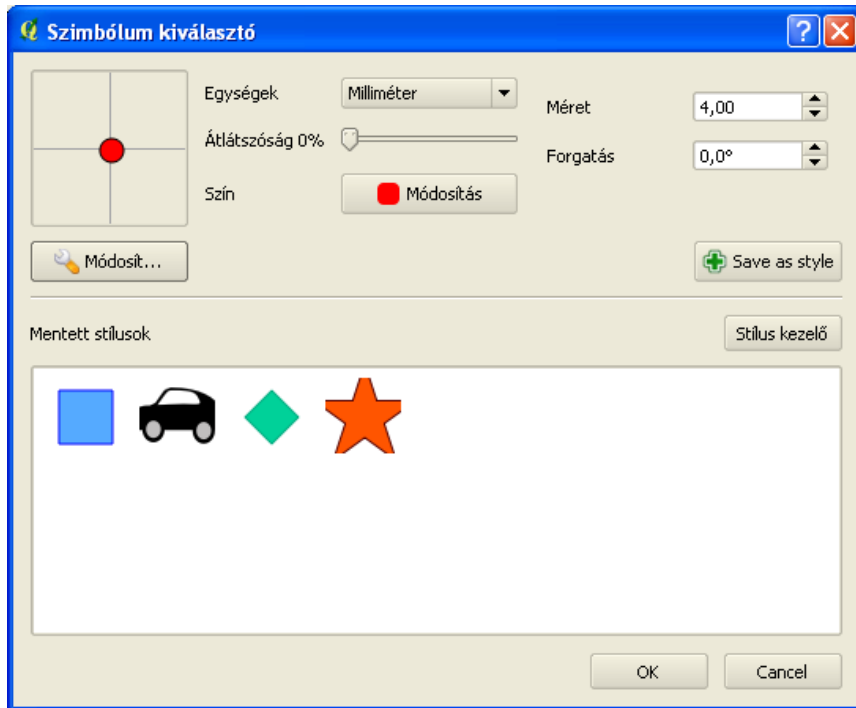 Szimbólum kiválasztó
Egységek
Milliméter
Méret
4,00
Átlátszóság 0%
Forgatás
0,0°
Szín
Módosítás
Módosít...
Save as style
Mentett stílusok
Stílus kezelő
OK
Cancel